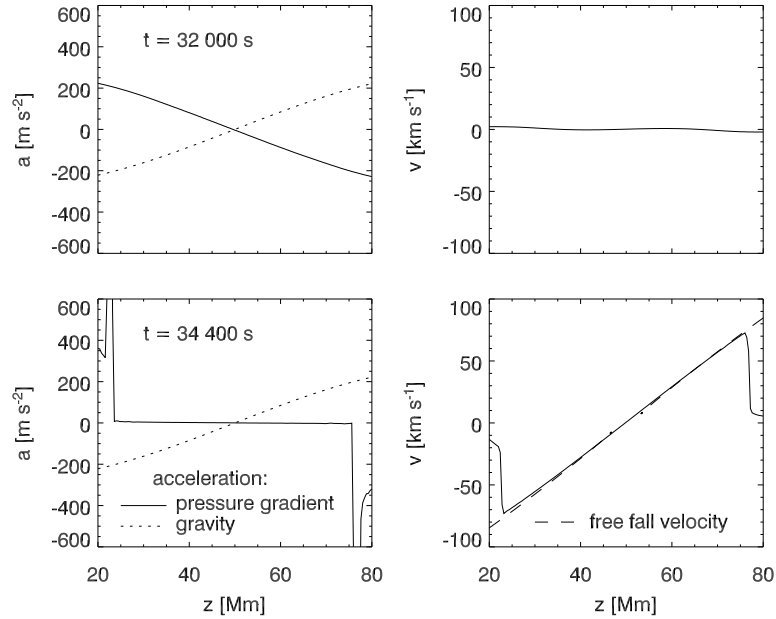 600
400
200
0
-200
-400
-600
a [m s-2]
t = 32 000 s
100
50
0
-50
-100
v [km s-1]
600
400
200
0
-200
-400
-600
a [m s-2]
t = 34 400 s
acceleration:
pressure gradient
gravity
20 40 60 80
z [Mm]
100
50
0
-50
-100
v [km s-1]
free fall velocity
20 40 60 80
z [Mm]